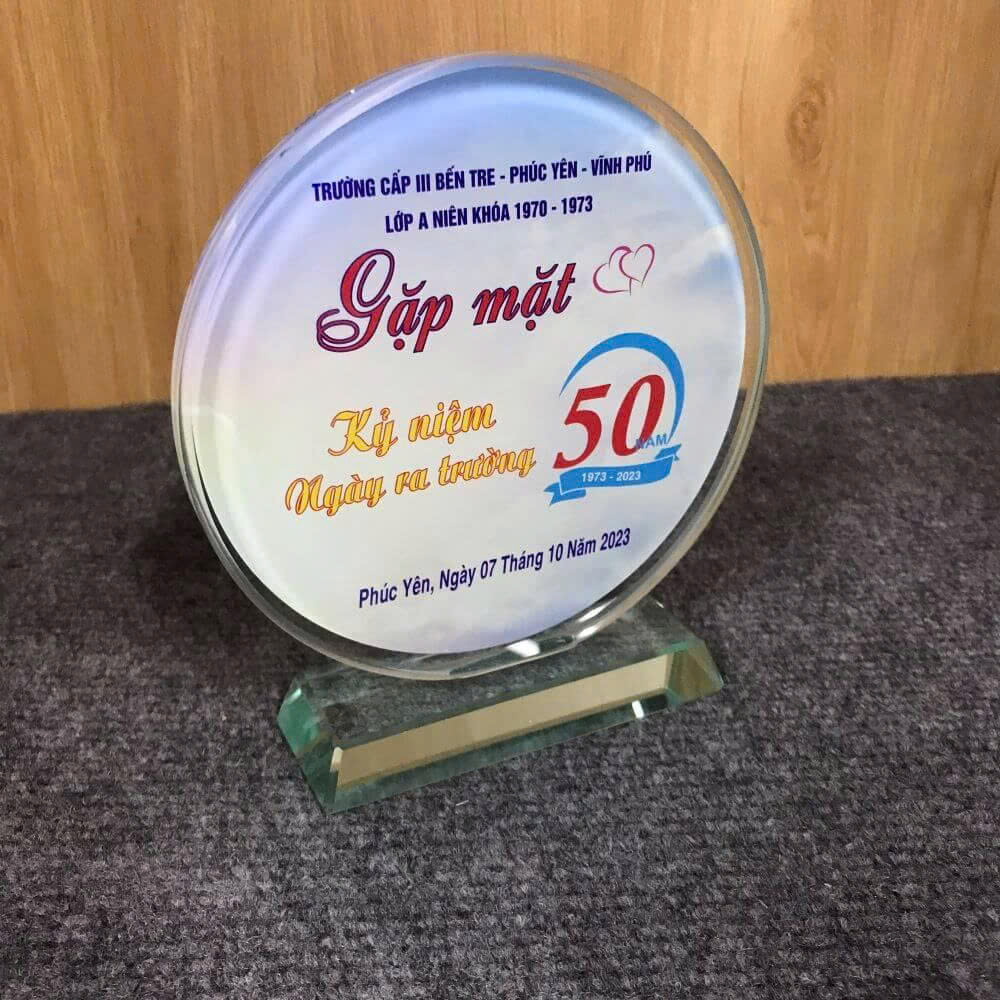 TRƯỜNG CẤP III BẾN TRE - PHÚC YÊN - VĨNH PHÚ
LỚP A NIÊN KHÓA 1970 - 1973
Gặp mặt
Kỷ niệm
Ngày ra trường
50
NĂM
1973 - 2023
Phúc Yên, Ngày 07 Tháng 10 Năm 2023